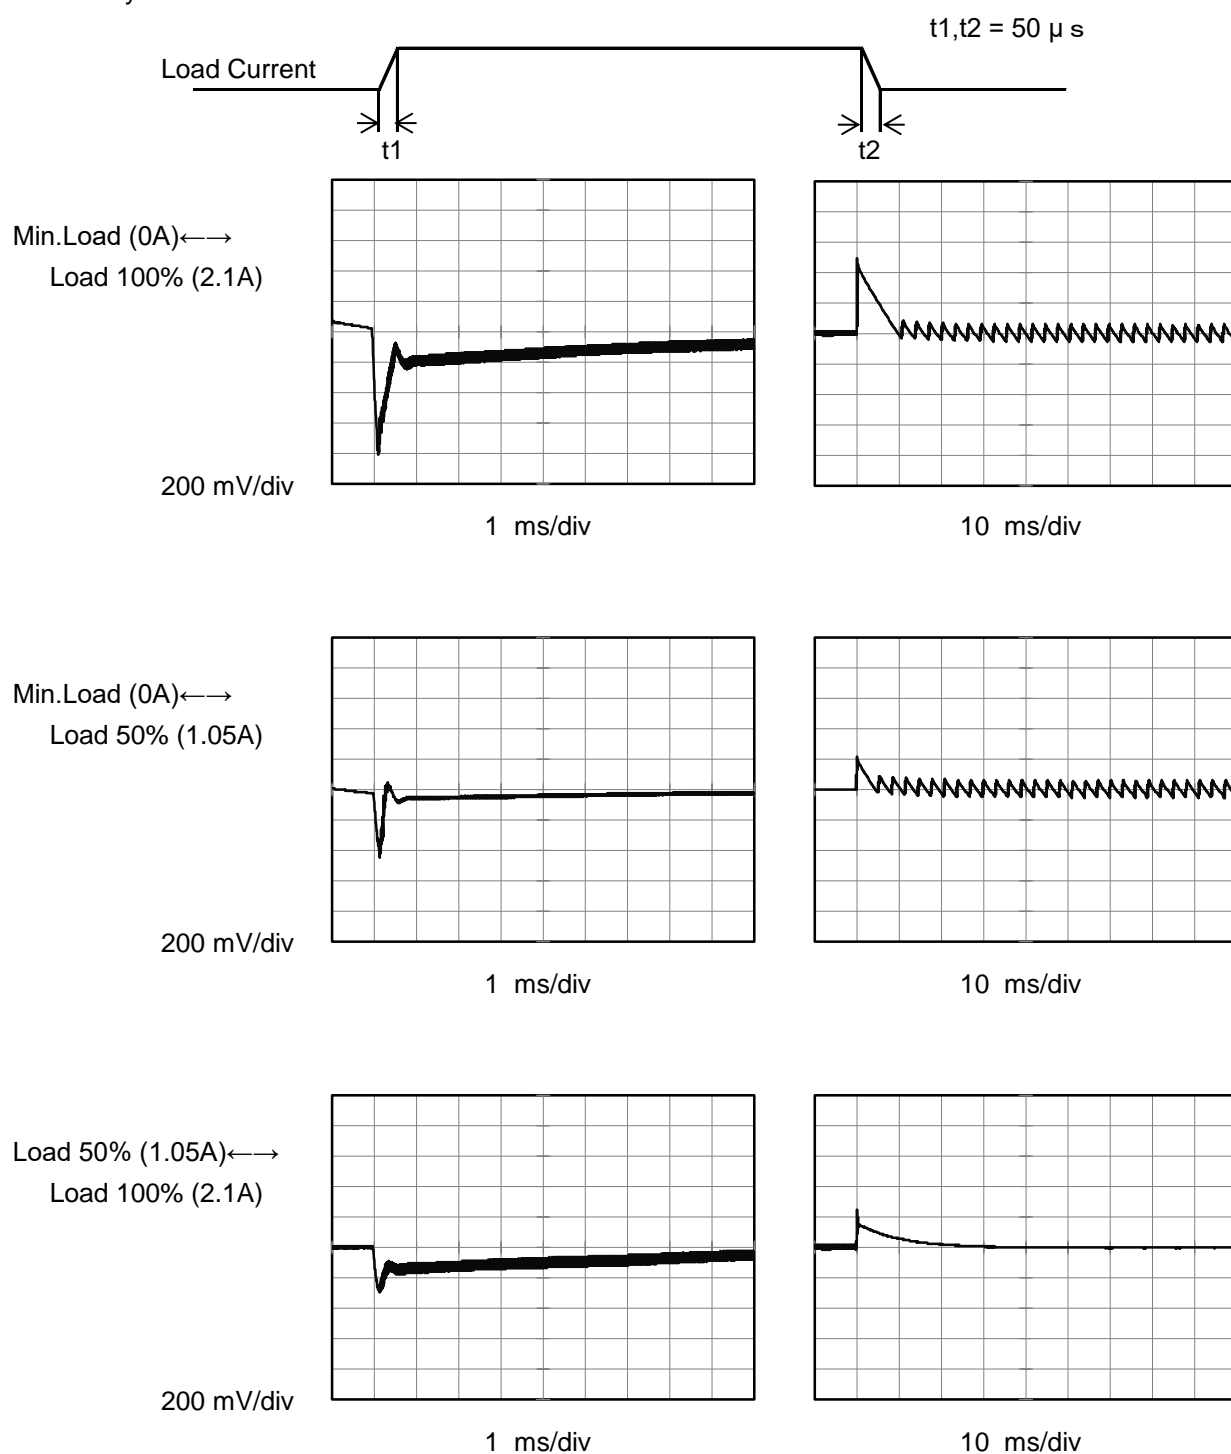 t1,t2 = 50 μ s
Load Current
t1
t2
Min.Load (0A)←→
Load 100% (2.1A)
200 mV/div
1 ms/div
10 ms/div
Min.Load (0A)←→
Load 50% (1.05A)
200 mV/div
1 ms/div
10 ms/div
Load 50% (1.05A)←→
Load 100% (2.1A)
200 mV/div
1 ms/div
10 ms/div